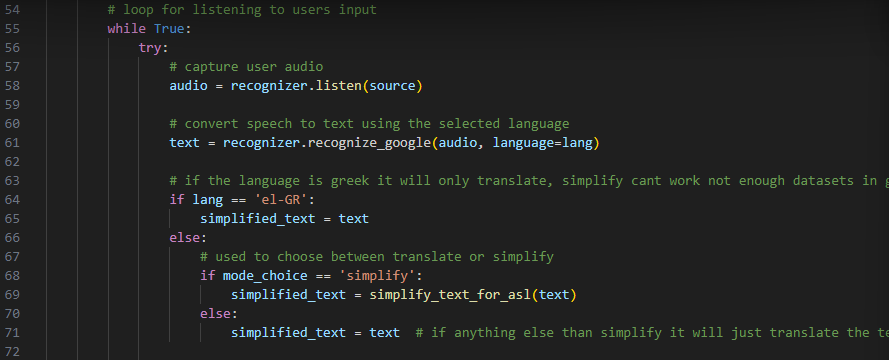 54 # loop for listening to users input
55 while True:
56 try:
57 # capture user audio
58 audio = recognizer.listen(source)
59
60 # convert speech to text using the selected language
61 text = recognizer.recognize_google(audio, language=lang)
62
63 # if the language is greek it will only translate, simplify cant work not enough datasets in
64 if lang == 'el-GR':
65 simplified_text = text
66 else:
67 # used to choose between translate or simplify
68 if mode_choice == 'simplify':
69 simplified_text = simplify_text_for_asl(text)
70 else:
71 simplified_text = text # if anything else than simplify it will just translate the
72